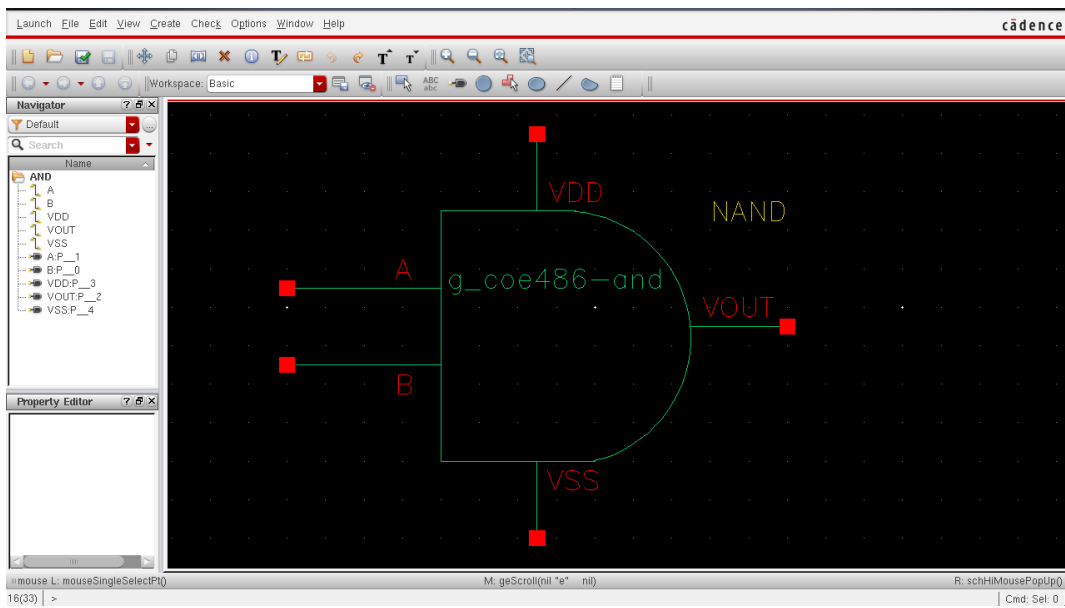 Launch File Edit View Create Check Options Window Help
cādence
Workspace: Basic
ABC
abc
Navigator
Default
Search
Name
AND
A
B
VDD
VOUT
VSS
A:P__1
B:P__0
VDD:P__3
VOUT:P__2
VSS:P__4
Property Editor
VDD
NAND
A
g_coe486-and
VOUT
B
VSS
mouse L: mouseSingleSelectPt()
M: geScroll(nil "e" nil)
R: schHiMousePopUp()
16(33)
>
Cmd: Sel: 0